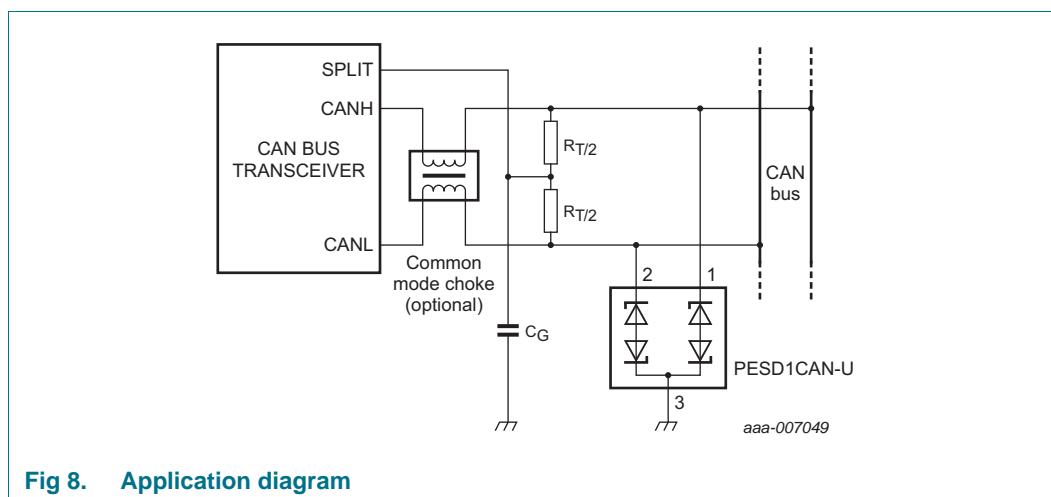 SPLIT
CANH
CAN BUS
TRANSCEIVER
CANL
Common
mode choke
(optional)
RT/2
RT/2
CG
CAN
bus
2
1
3
PESD1CAN-U
aaa-007049
Fig 8. Application diagram